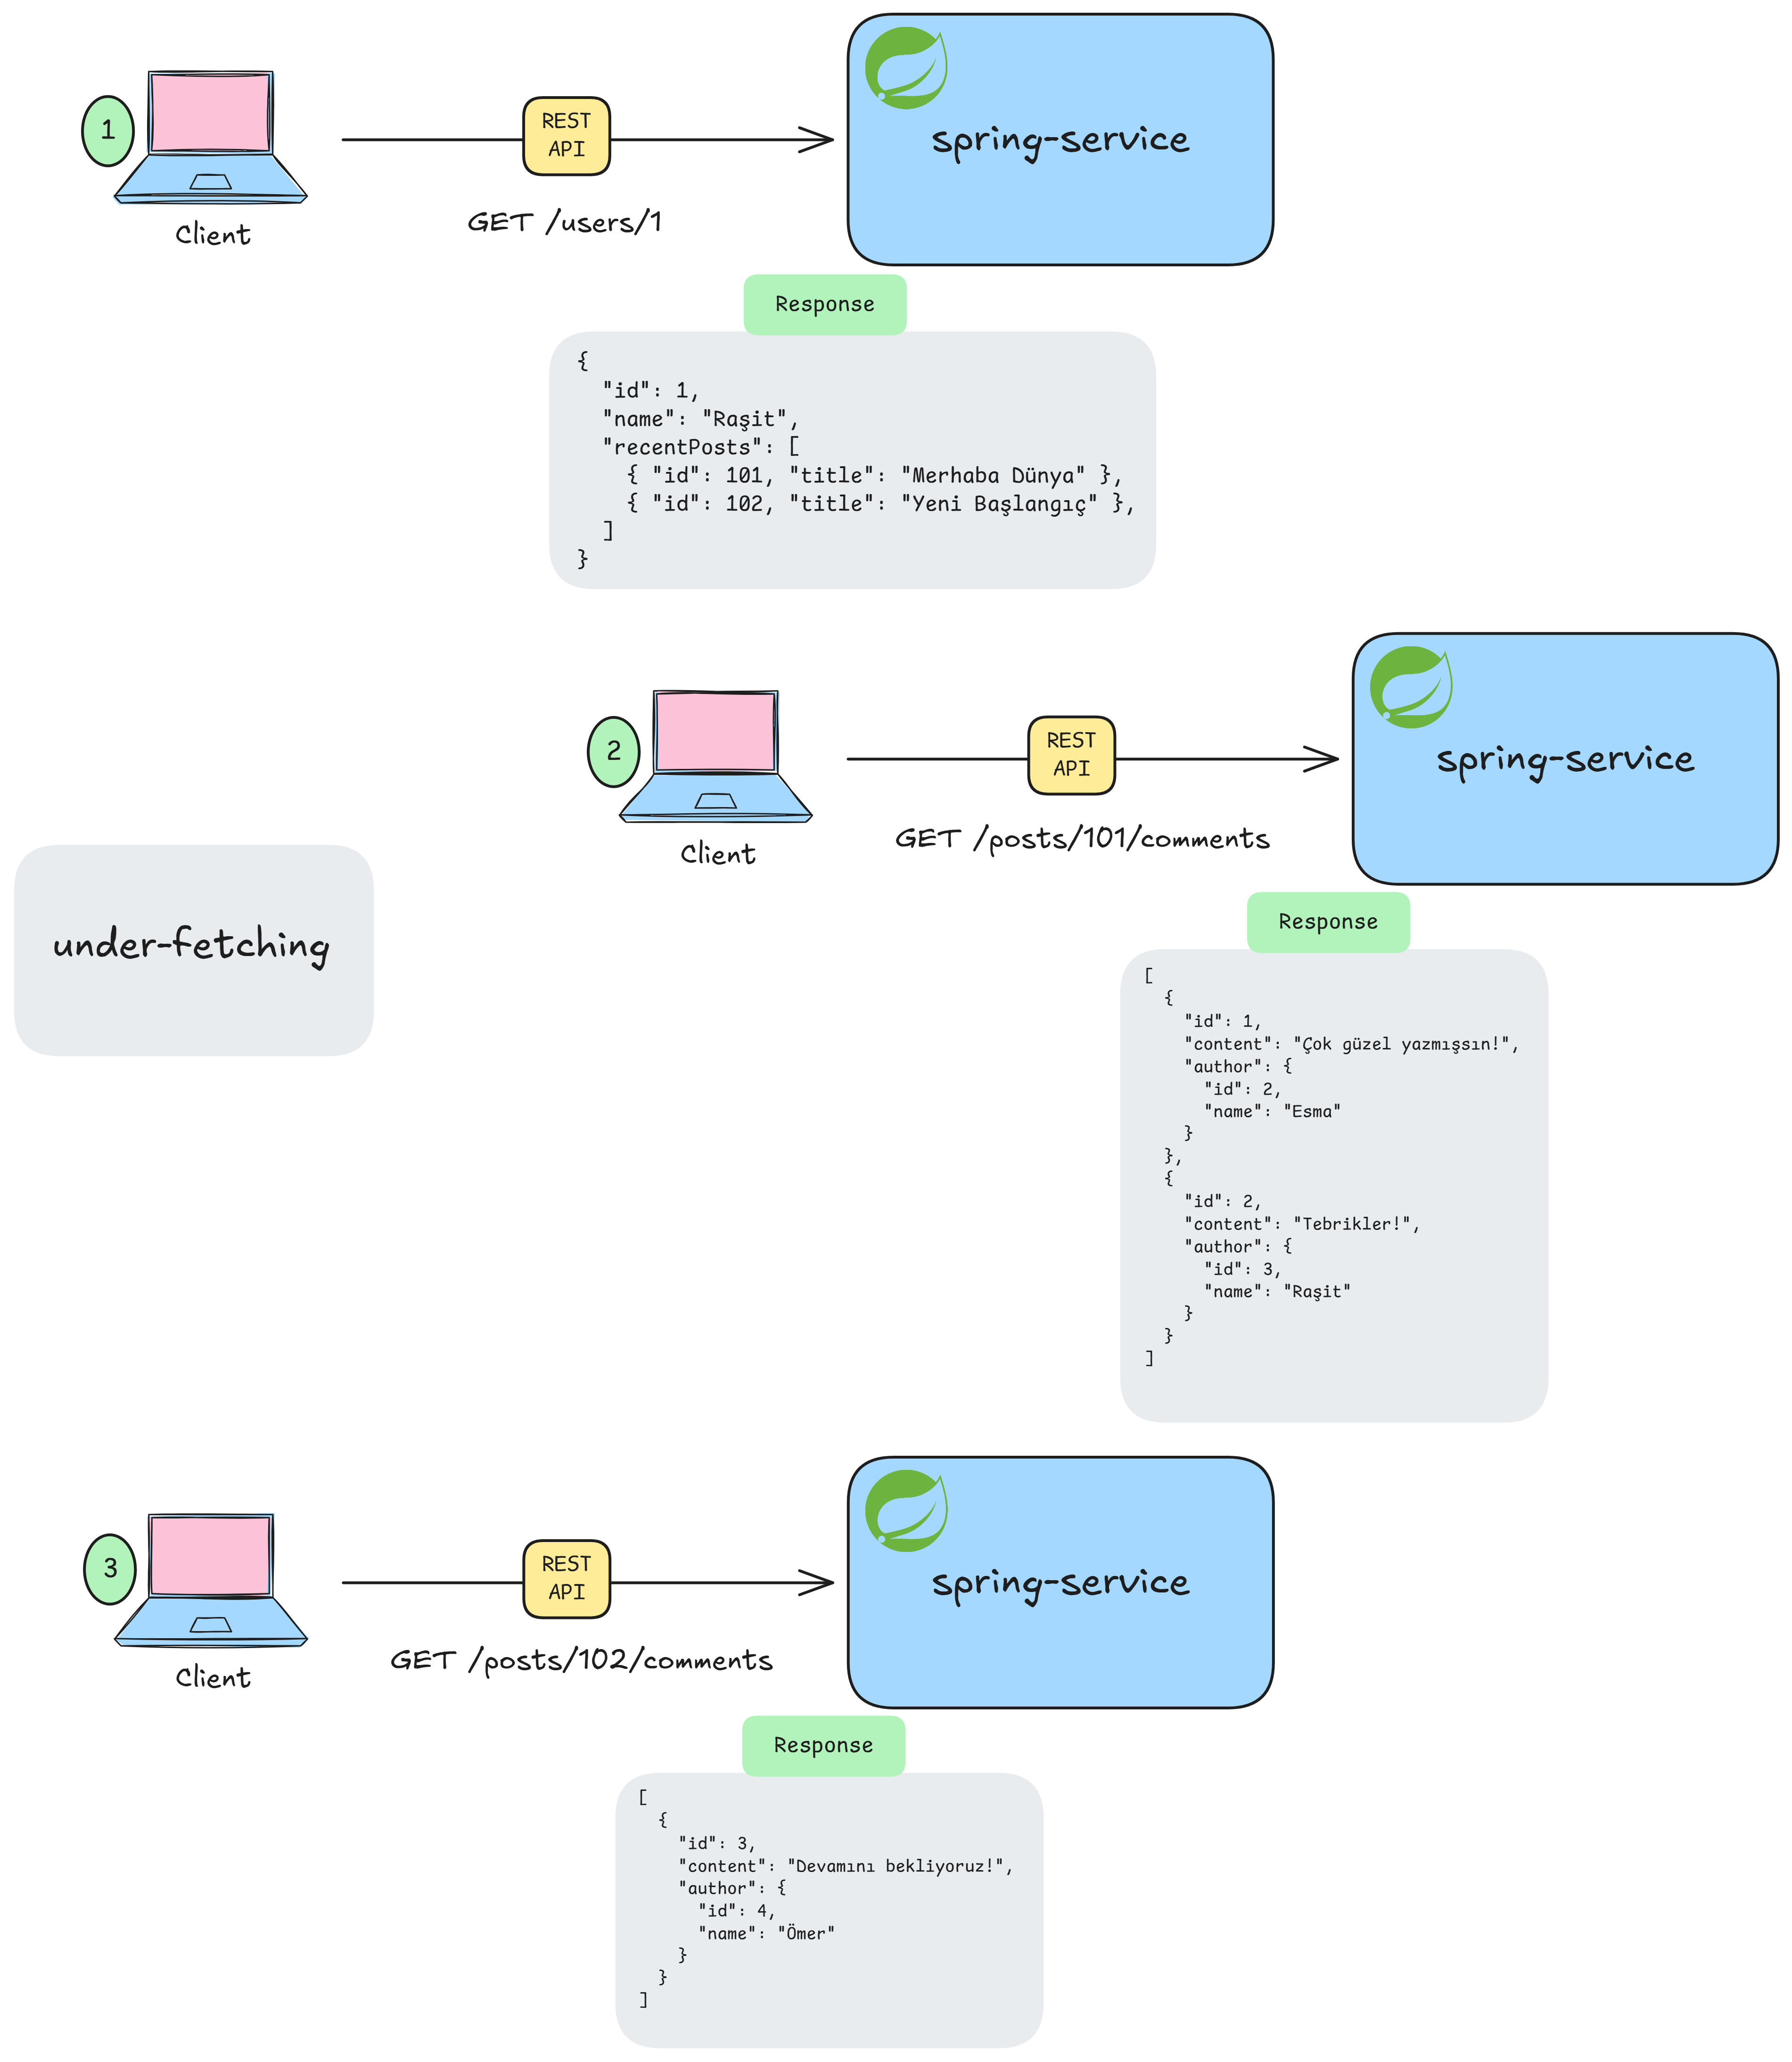 1
REST
API
spring-service
GET /users/1
Client
Response
{
  "id": 1,
  "name": "Raşit",
  "recentPosts": [
    { "id": 101, "title": "Merhaba Dünya" },
    { "id": 102, "title": "Yeni Başlangıç" },
  ]
}
2
REST
API
spring-service
GET /posts/101/comments
Client
under-fetching
Response
[
  {
    "id": 1,
    "content": "Çok güzel yazmışsın!",
    "author": {
      "id": 2,
      "name": "Esma"
    }
  },
  {
    "id": 2,
    "content": "Tebrikler!",
    "author": {
      "id": 3,
      "name": "Raşit"
    }
  }
]
3
REST
API
spring-service
GET /posts/102/comments
Client
Response
[
  {
    "id": 3,
    "content": "Devamını bekliyoruz!",
    "author": {
      "id": 4,
      "name": "Ömer"
    }
  }
]